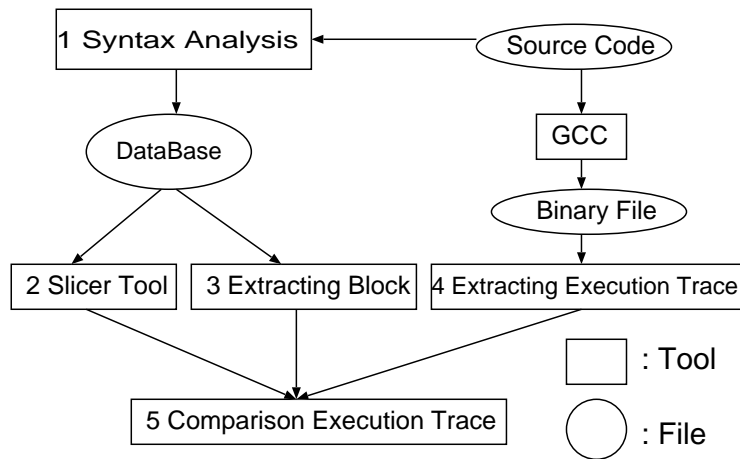 1 Syntax Analysis
Source Code
GCC
DataBase
Binary File
2 Slicer Tool
3 Extracting Block
4 Extracting Execution Trace
: Tool
5 Comparison Execution Trace
: File